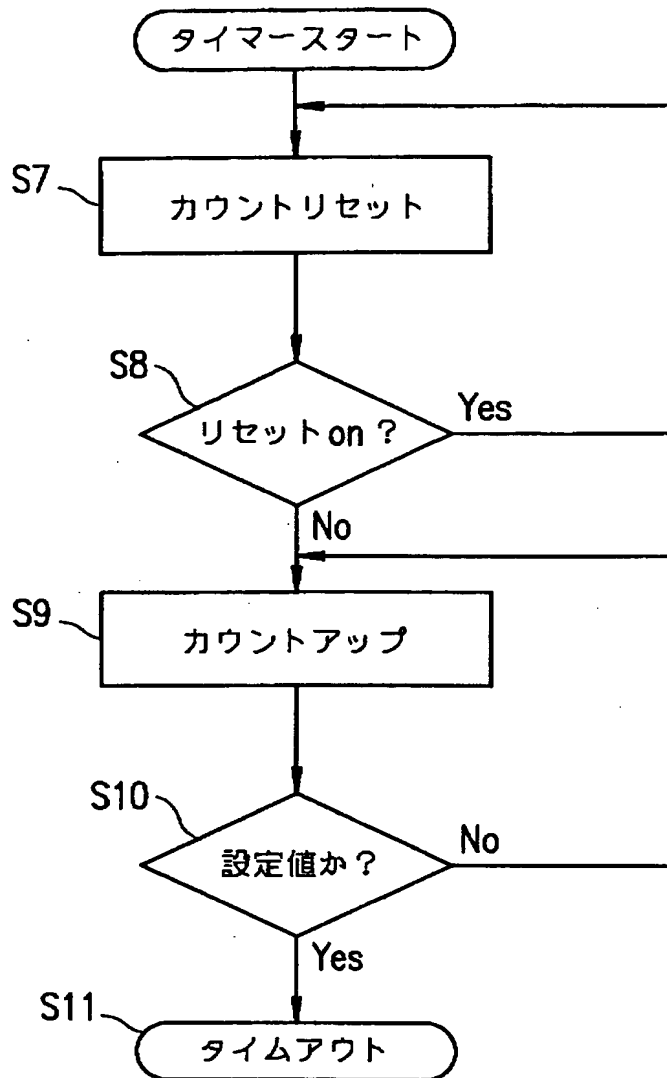 タイマースタート
S7
カウントリセット
S8
リセットon？
Yes
No
S9
カウントアップ
S10
設定値か？
No
Yes
S11
タイムアウト